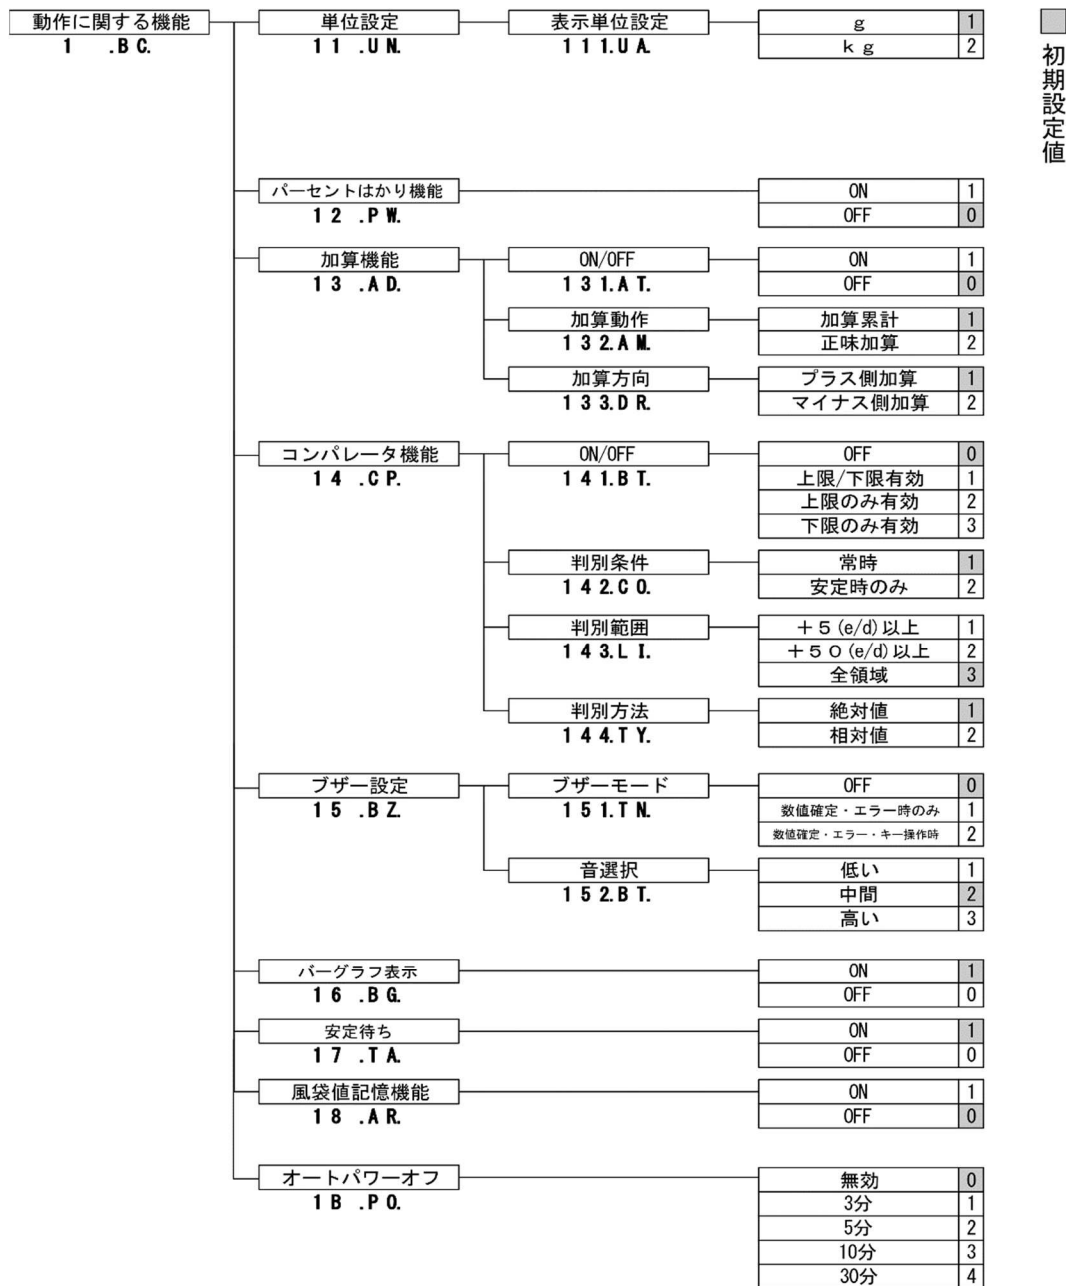 動作に関する機能 単位設定 表示単位設定 g 1
1 .BC. 11 .UN. 111.UA. kg 2
初期設定値
パーセントはかり機能 ON 1
12 .PW. OFF 0
加算機能 ON/OFF ON 1
13 .AD. 131.AT. OFF 0
加算動作 加算累計 1
132.AM. 正味加算 2
加算方向 プラス側加算 1
133.DR. マイナス側加算 2
コンパレータ機能 ON/OFF OFF 0
14 .CP. 141.BT. 上限/下限有効 1
上限のみ有効 2
下限のみ有効 3
判別条件 常時 1
142.CO. 安定時のみ 2
判別範囲 +5(e/d)以上 1
143.LI. +50(e/d)以上 2
全領域 3
判別方法 絶対値 1
144.TY. 相対値 2
ブザー設定 ブザーモード OFF 0
15 .BZ. 151.TN. 数値確定・エラー時のみ 1
数値確定・エラー・キー操作時 2
音選択 低い 1
152.BT. 中間 2
高い 3
バーグラフ表示 ON 1
16 .BG. OFF 0
安定待ち ON 1
17 .TA. OFF 0
風袋値記憶機能 ON 1
18 .AR. OFF 0
オートパワーオフ 無効 0
1B .PO. 3分 1
5分 2
10分 3
30分 4